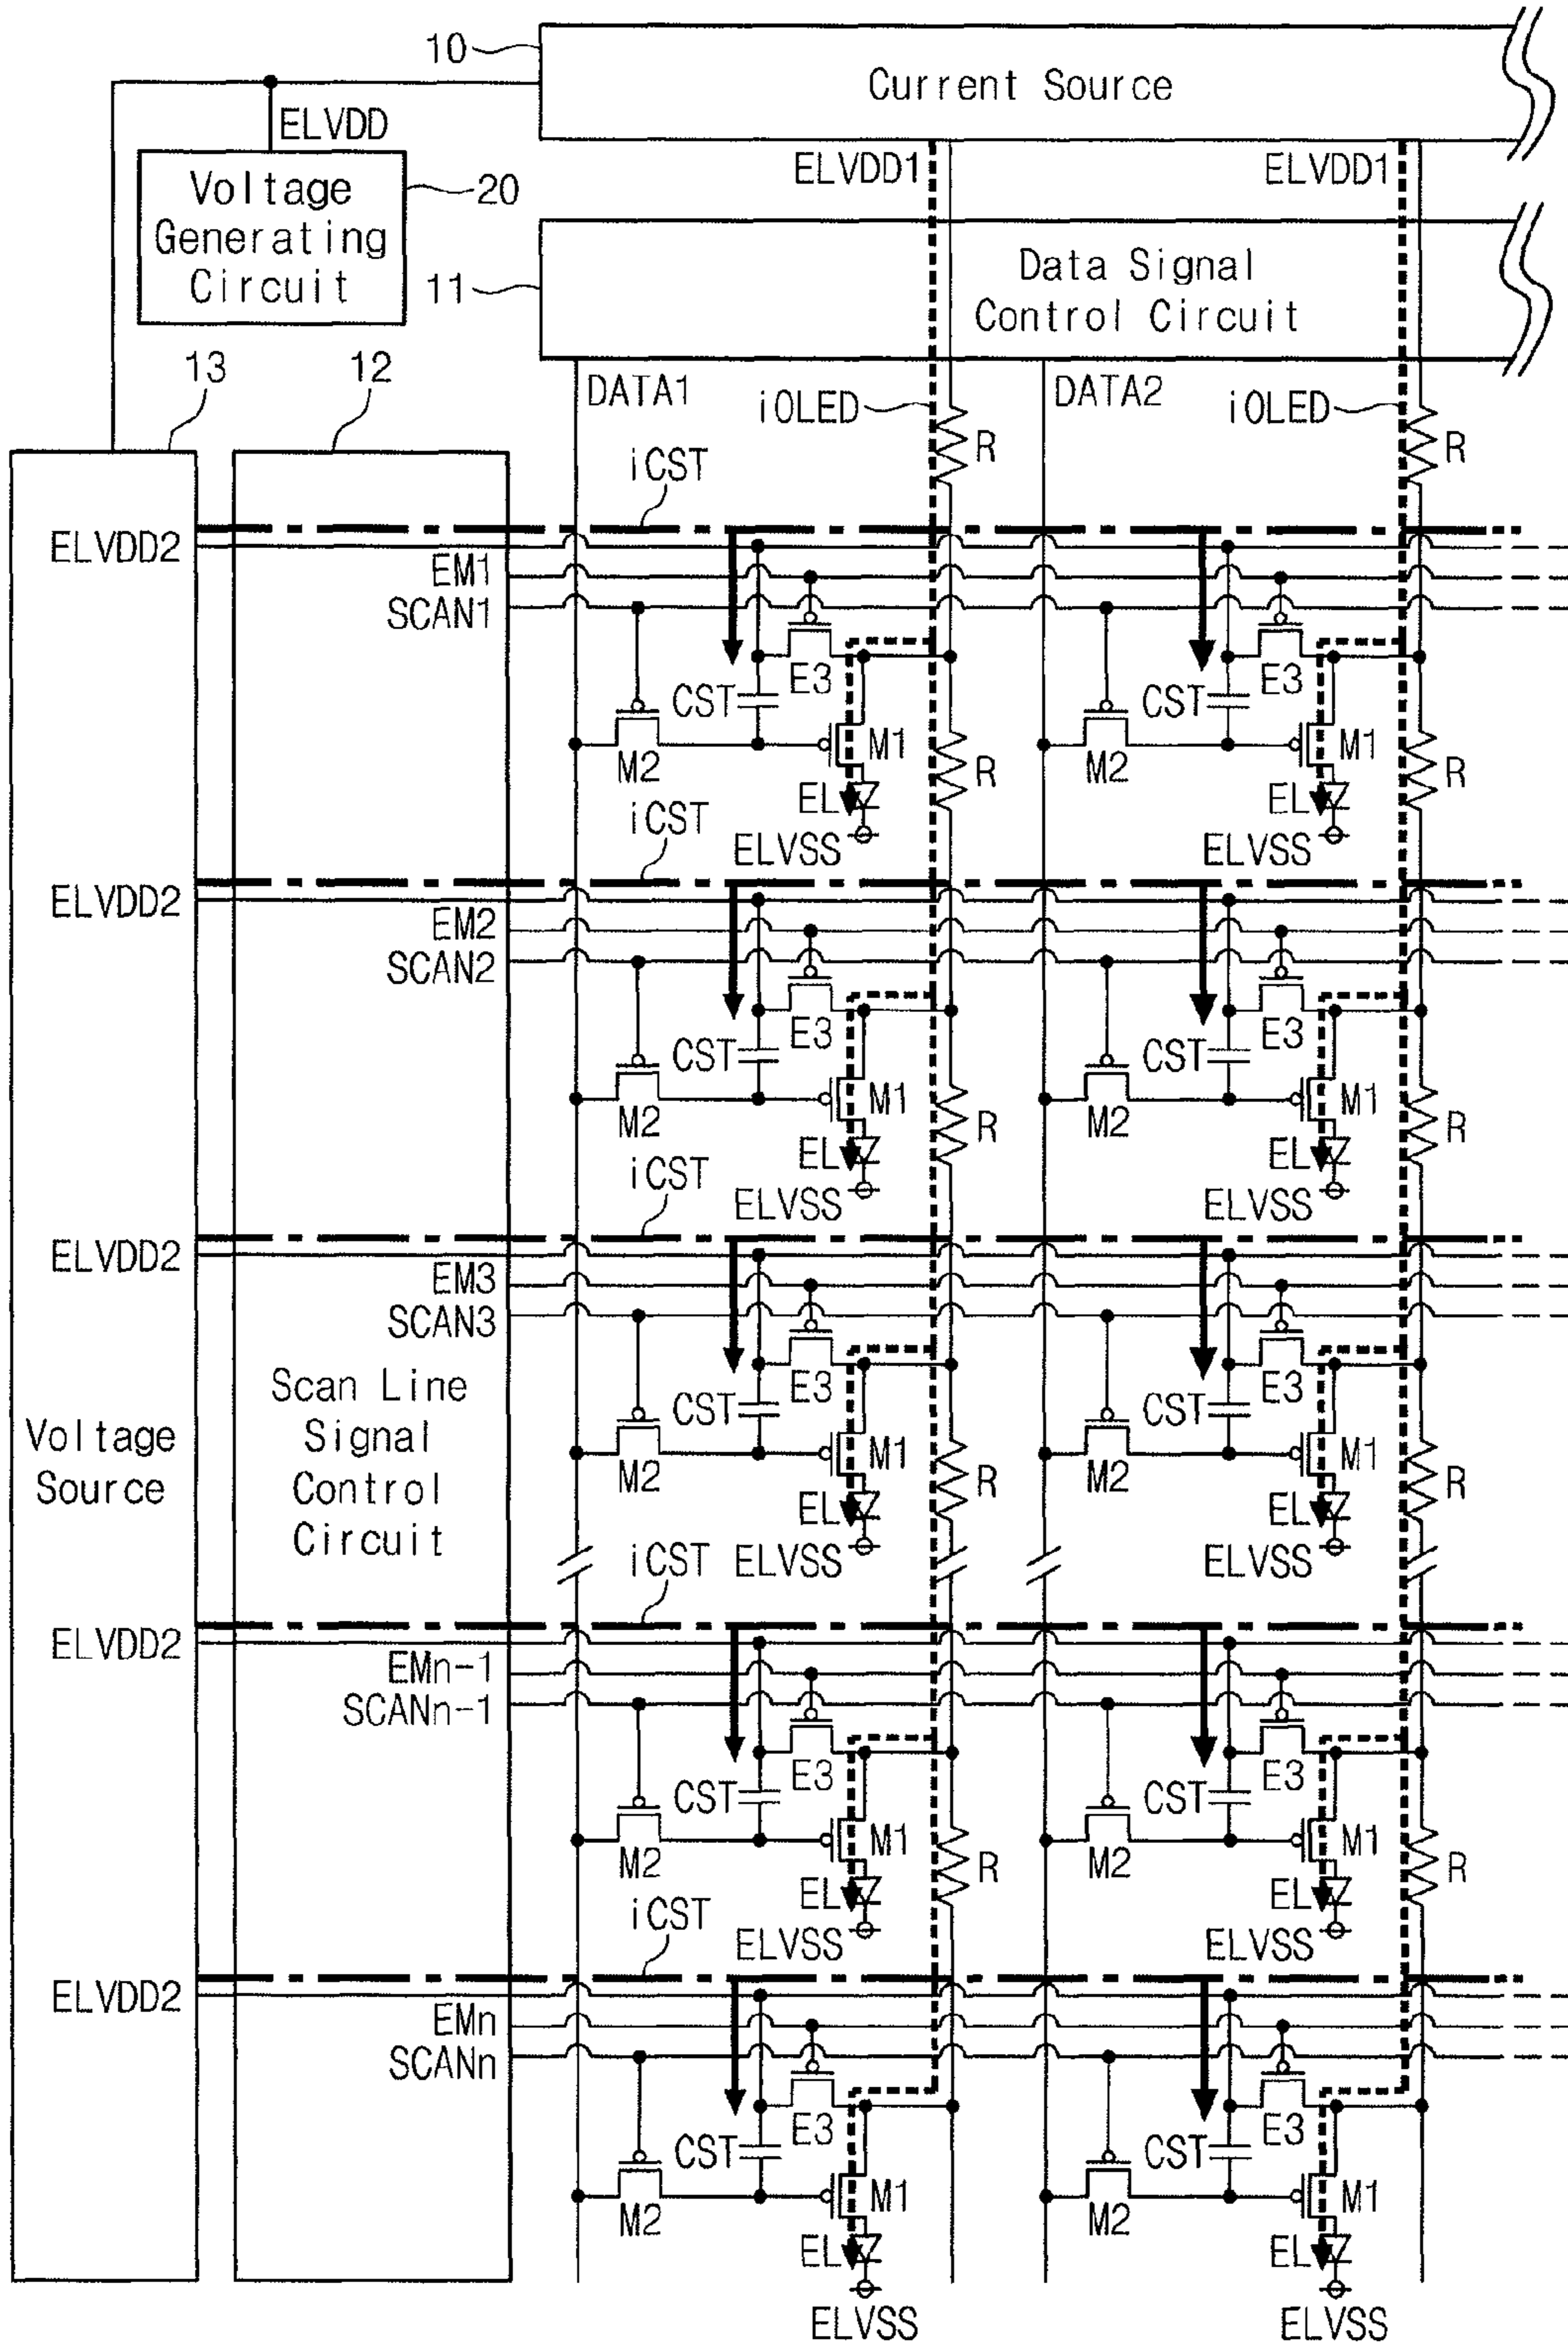 10
Current Source
ELVDD
ELVDD1
ELVDD1
Voltage
Generating
Circuit
20
11
Data Signal
Control Circuit
13
12
DATA1
iOLED
DATA2
iOLED
R
R
iCST
ELVDD2
EM1
SCAN1
E3
E3
CST
CST
M2
M1
R
M2
M1
R
EL
EL
iCST
ELVSS
ELVSS
ELVDD2
EM2
SCAN2
E3
E3
CST
CST
M2
M1
R
M2
M1
R
EL
EL
iCST
ELVSS
ELVSS
ELVDD2
EM3
SCAN3
E3
E3
Scan Line
Signal
Control
Circuit
CST
CST
Voltage
Source
M2
M1
R
M2
M1
R
EL
EL
iCST
ELVSS
ELVSS
ELVDD2
EMn-1
SCANn-1
E3
E3
CST
CST
M2
M1
R
M2
M1
R
EL
EL
iCST
ELVSS
ELVSS
ELVDD2
EMn
SCANn
E3
E3
CST
CST
M2
M1
M2
M1
EL
EL
ELVSS
ELVSS